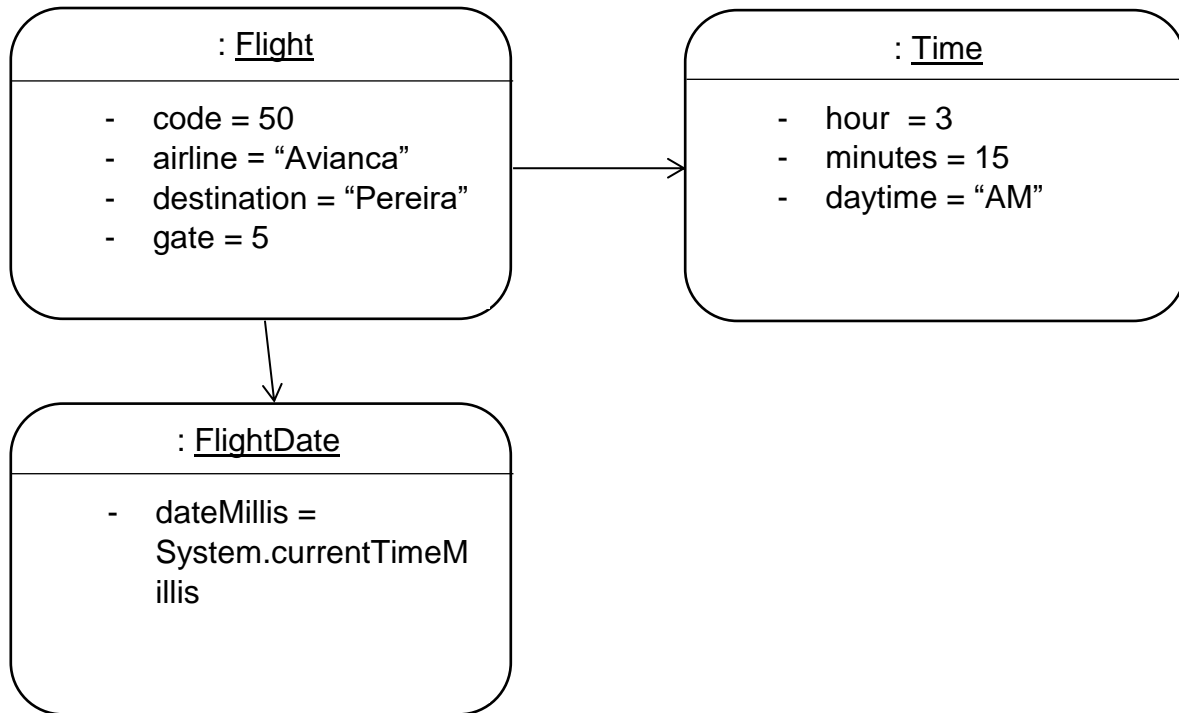 : Flight
- code = 50
- airline = “Avianca”
- destination = “Pereira”
- gate = 5
: Time
- hour  = 3
- minutes = 15
- daytime = “AM”
: FlightDate
- dateMillis =
System.currentTimeM
illis